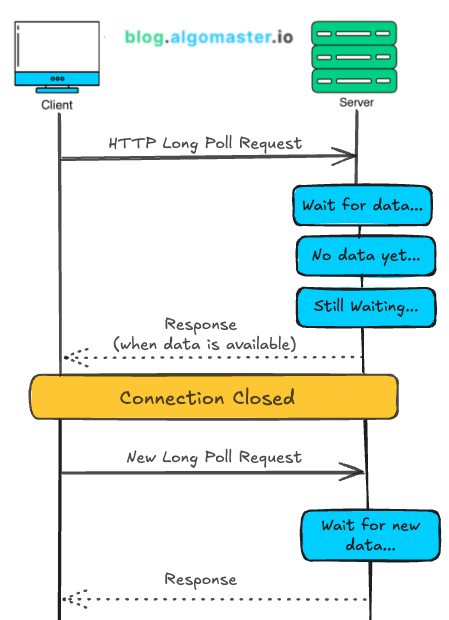 blog.algomaster.io
Client
Server
HTTP Long Poll Request
Wait for data...
No data yet...
Still Waiting...
Response
(when data is available)
Connection Closed
New Long Poll Request
Wait for new
data...
Response